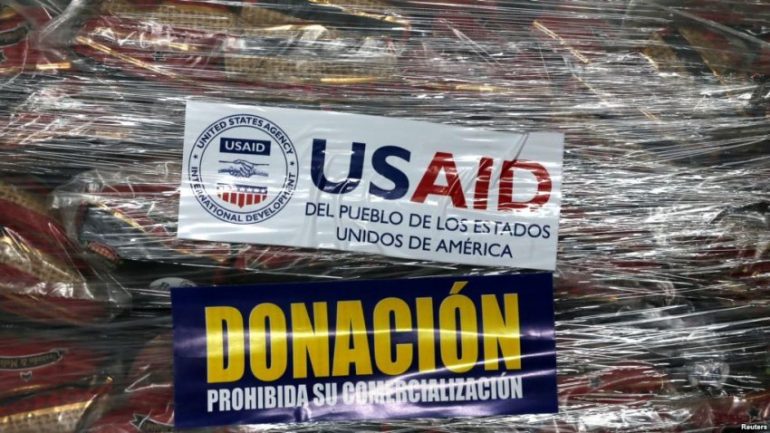 UNITED STATES AGENCY
USAID
INTERNATIONAL DEVELOPMENT
USAID
DEL PUEBLO DE LOS ESTADOS
UNIDOS DE AMÉRICA
DONACIÓN
PROHIBIDA SU COMERCIALIZACIÓN
Reuters